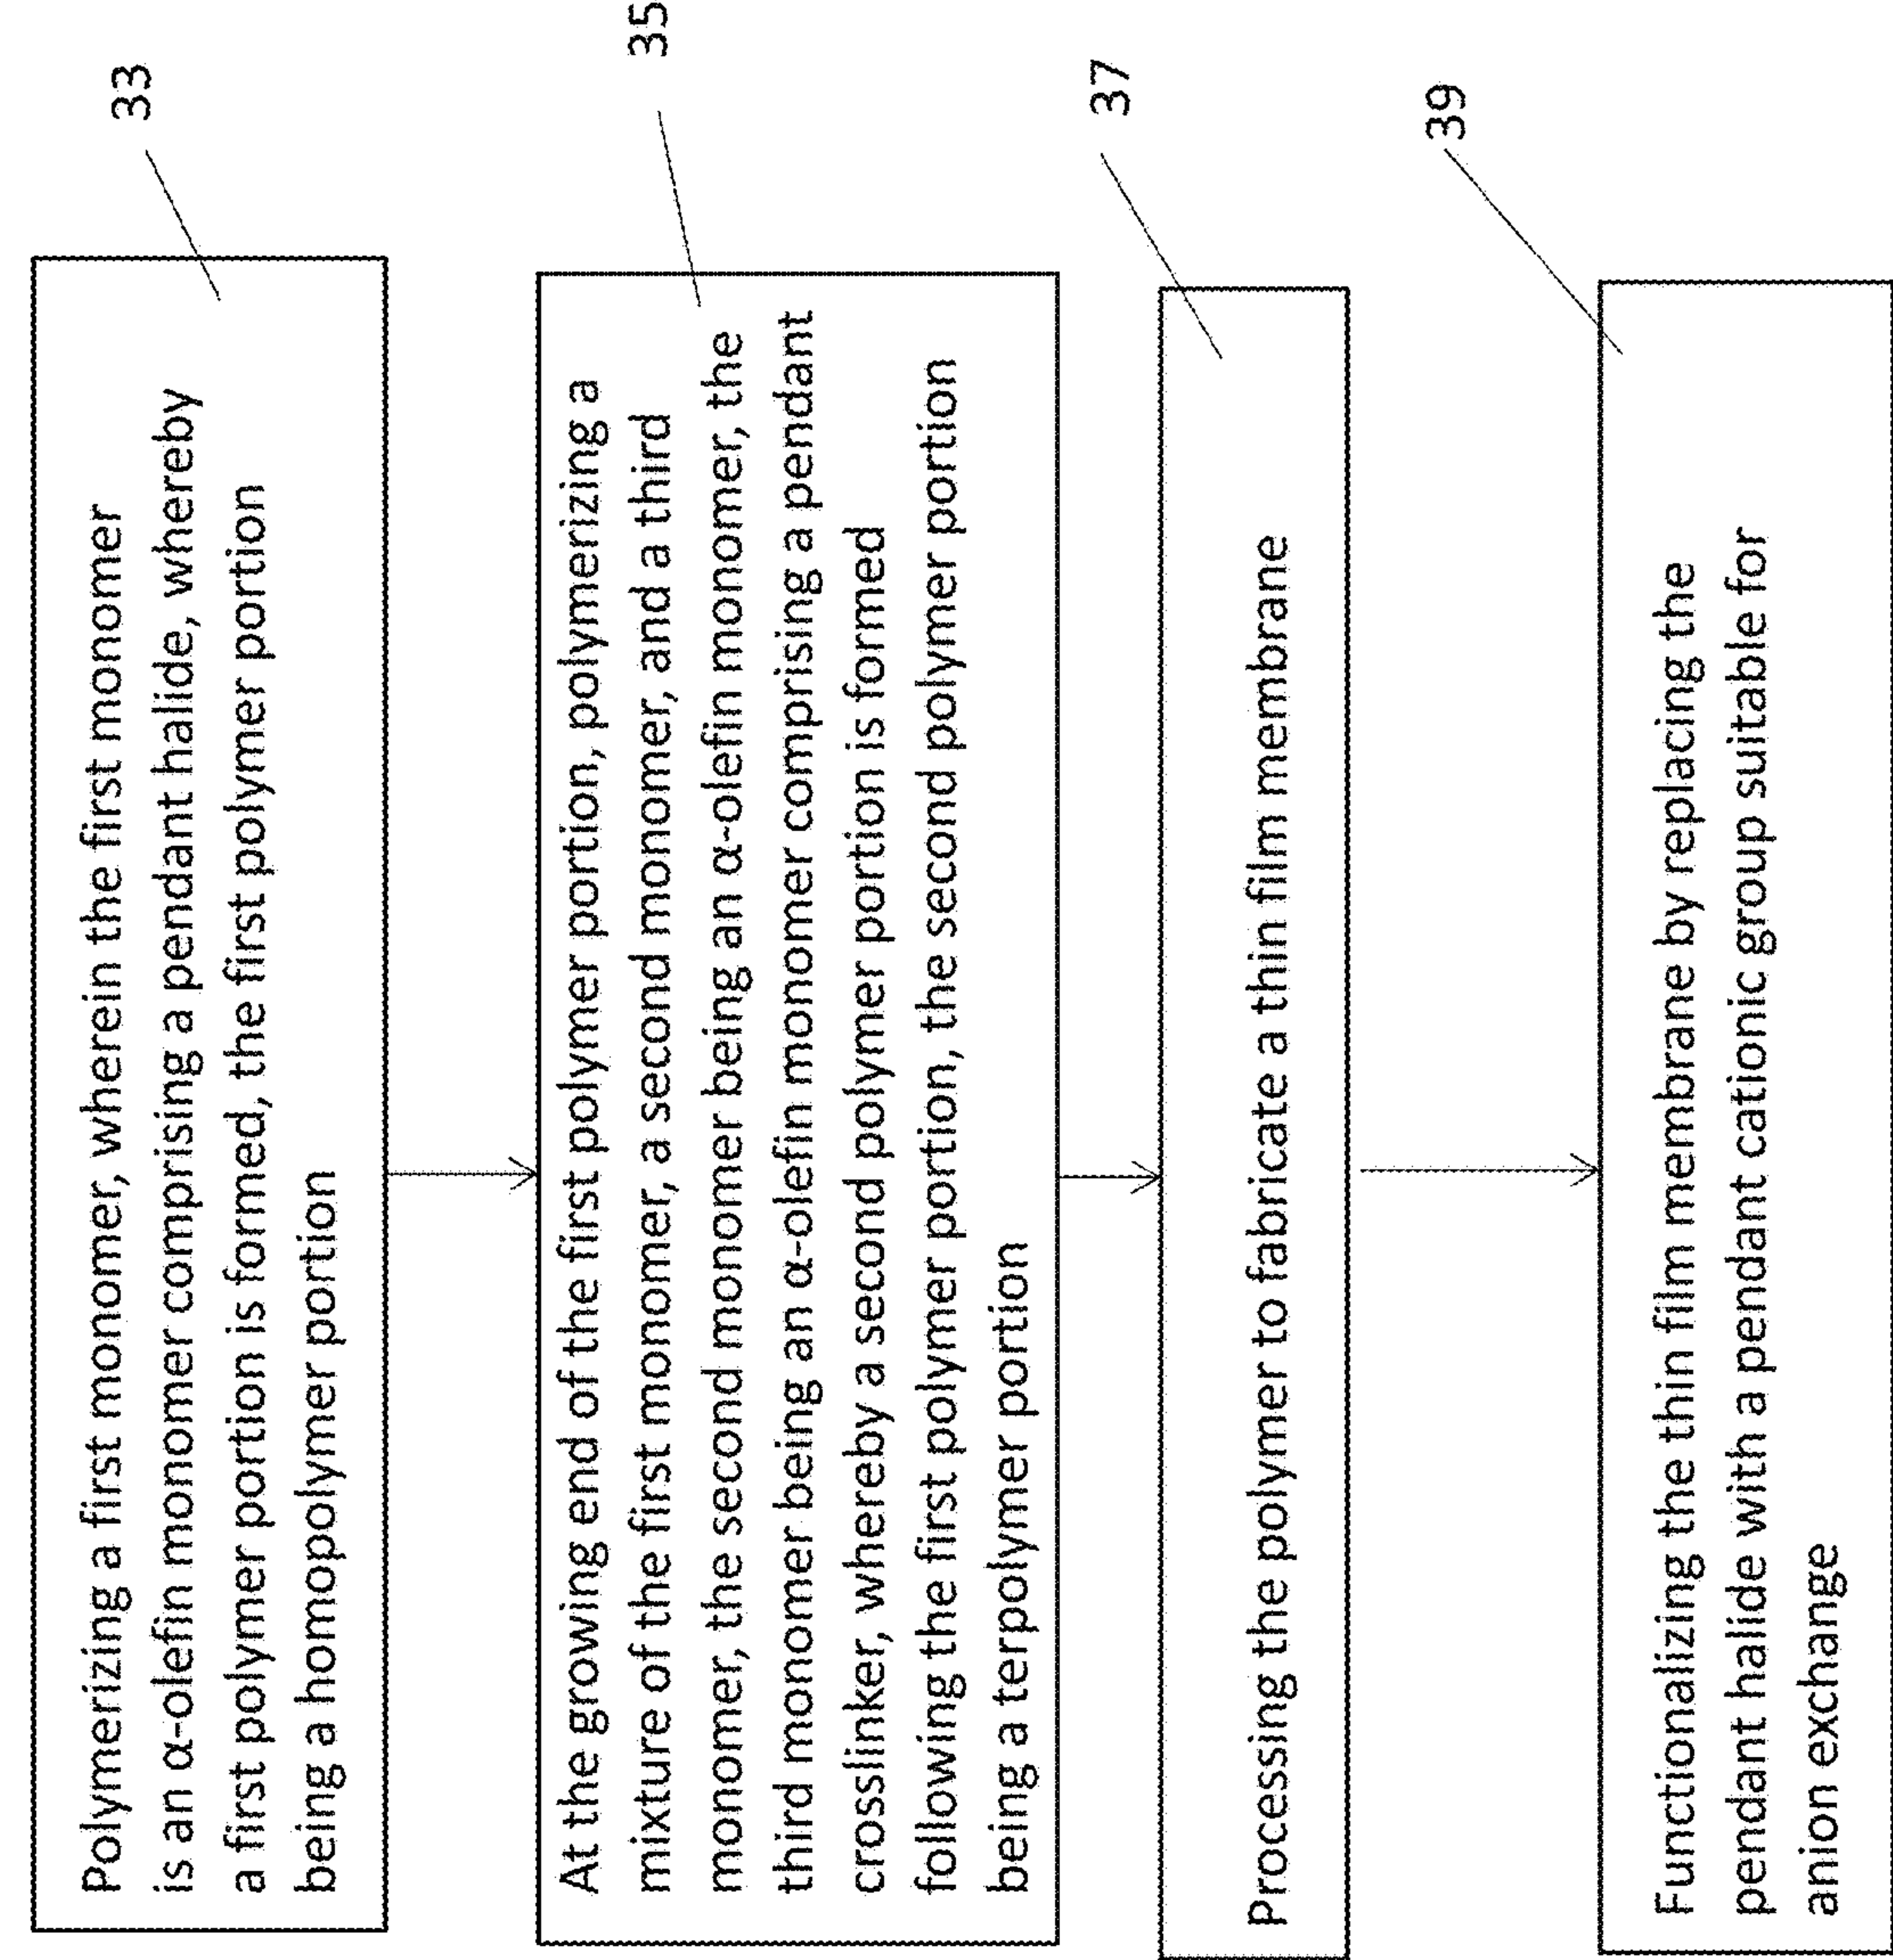 33
Polymerizing a first monomer, wherein the first monomer
is an α-olefin monomer comprising a pendant halide, whereby
a first polymer portion is formed, the first polymer portion
being a homopolymer portion
35
At the growing end of the first polymer portion, polymerizing a
mixture of the first monomer, a second monomer, and a third
monomer, the second monomer being an α-olefin monomer, the
third monomer being an α-olefin monomer comprising a pendant
crosslinker, whereby a second polymer portion is formed
following the first polymer portion, the second polymer portion
being a terpolymer portion
37
Processing the polymer to fabricate a thin film membrane
39
Functionalizing the thin film membrane by replacing the
pendant halide with a pendant cationic group suitable for
anion exchange